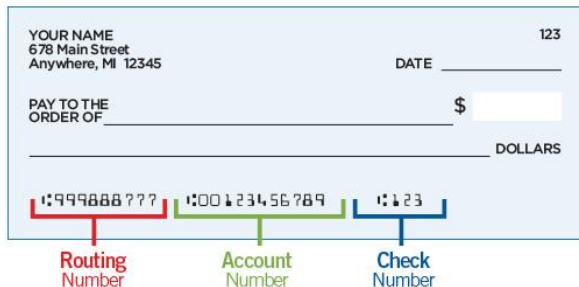 YOUR NAME 123
678 Main Street
Anywhere, MI 12345 DATE
PAY TO THE
ORDER OF $
DOLLARS
⑆999888777 ⑆00123456789 ⑆123
Routing Account Check
Number Number Number